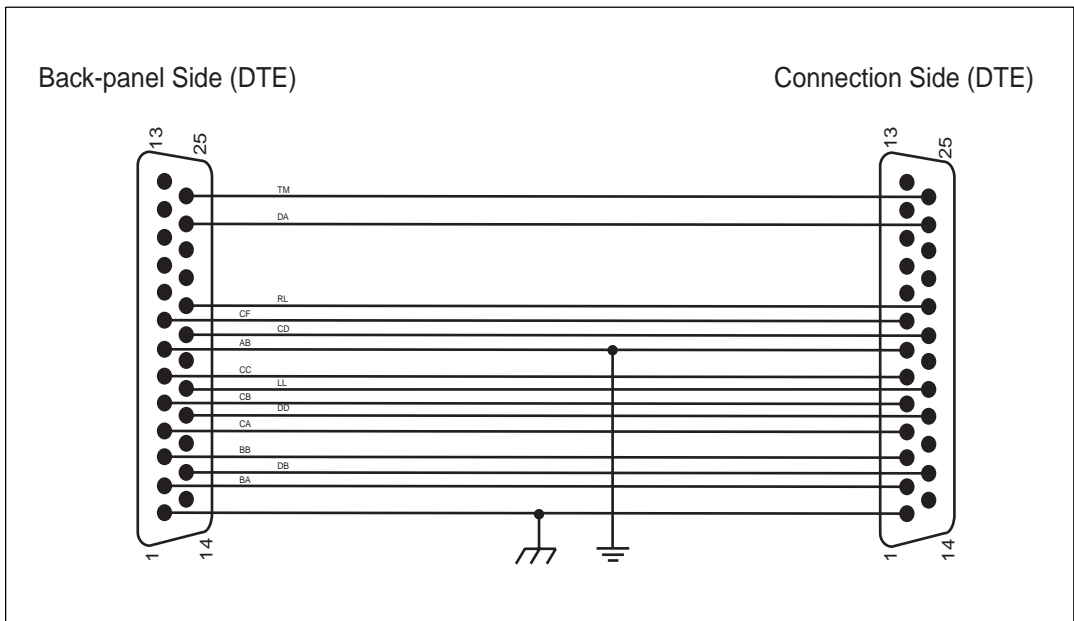 Back-panel Side (DTE)
Connection Side (DTE)
13
25
13
25
TM
DA
RL
CF
CD
AB
CC
LL
CB
DD
CA
BB
DB
BA
1
14
1
14